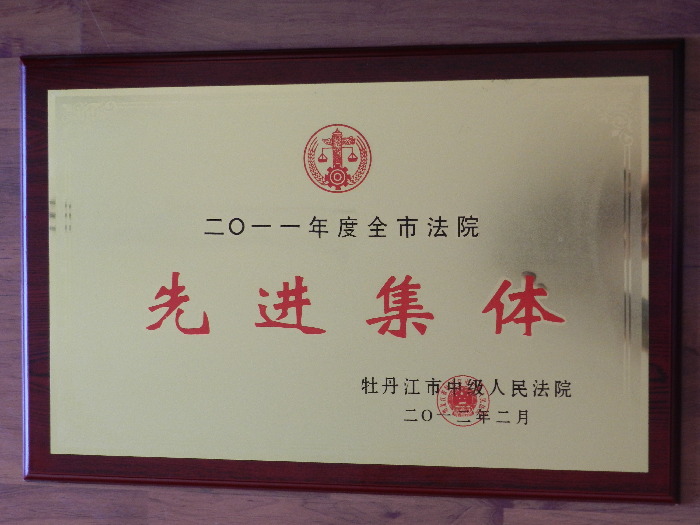 二〇一一年度全市法院
先进集体
牡丹江市中级人民法院
二〇一二年二月